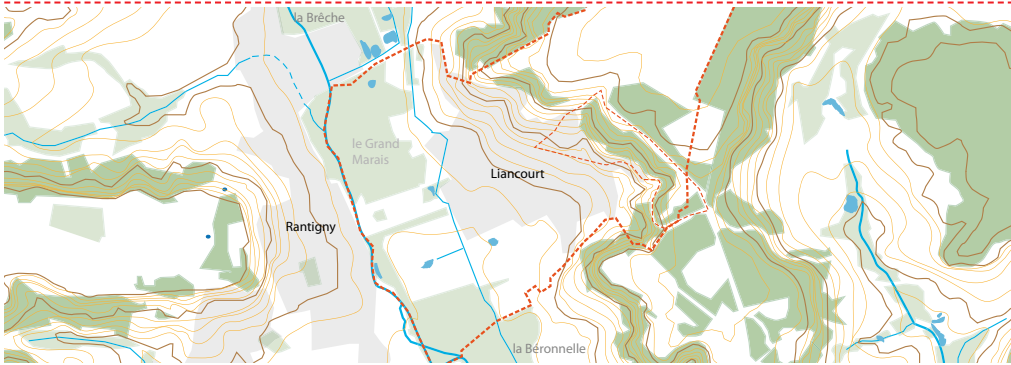 la Brêche
le Grand
Marais
Liancourt
Rantigny
la Béronnelle